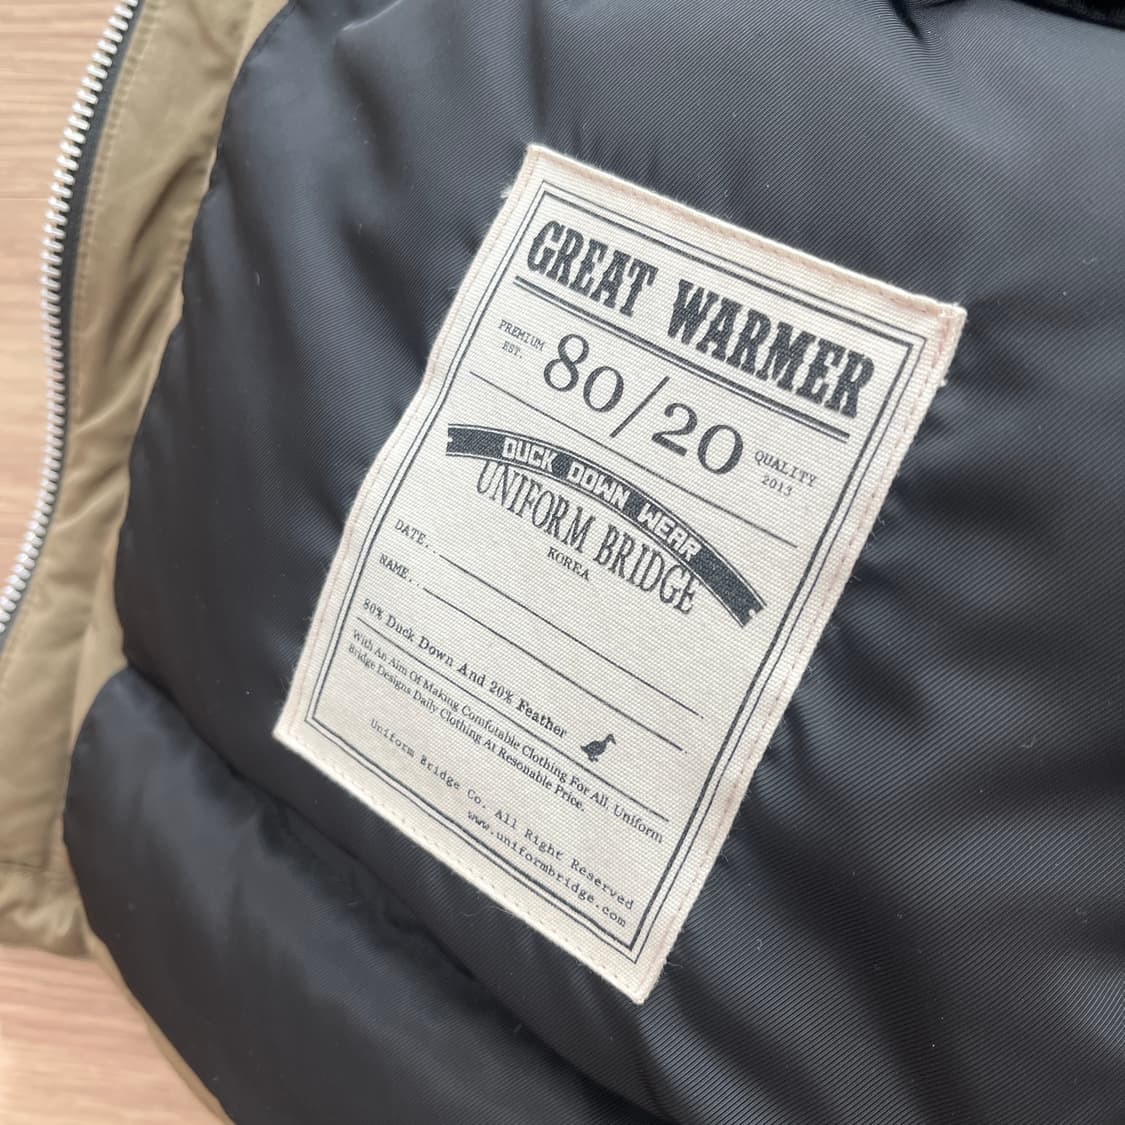 GREAT WARMER
PREMIUM
EST.
80/20
QUALITY
2013
DUCK DOWN WEAR
UNIFORM BRIDGE
KOREA
DATE..
NAME..
80% Duck Down And 20% Feather
With An Aim Of Making Comfotable Clothing For All. Uniform
Bridge Designs Daily Clothing At Resonable Price.
Uniform Bridge Co. All Right Reserved
www.uniformbridge.com